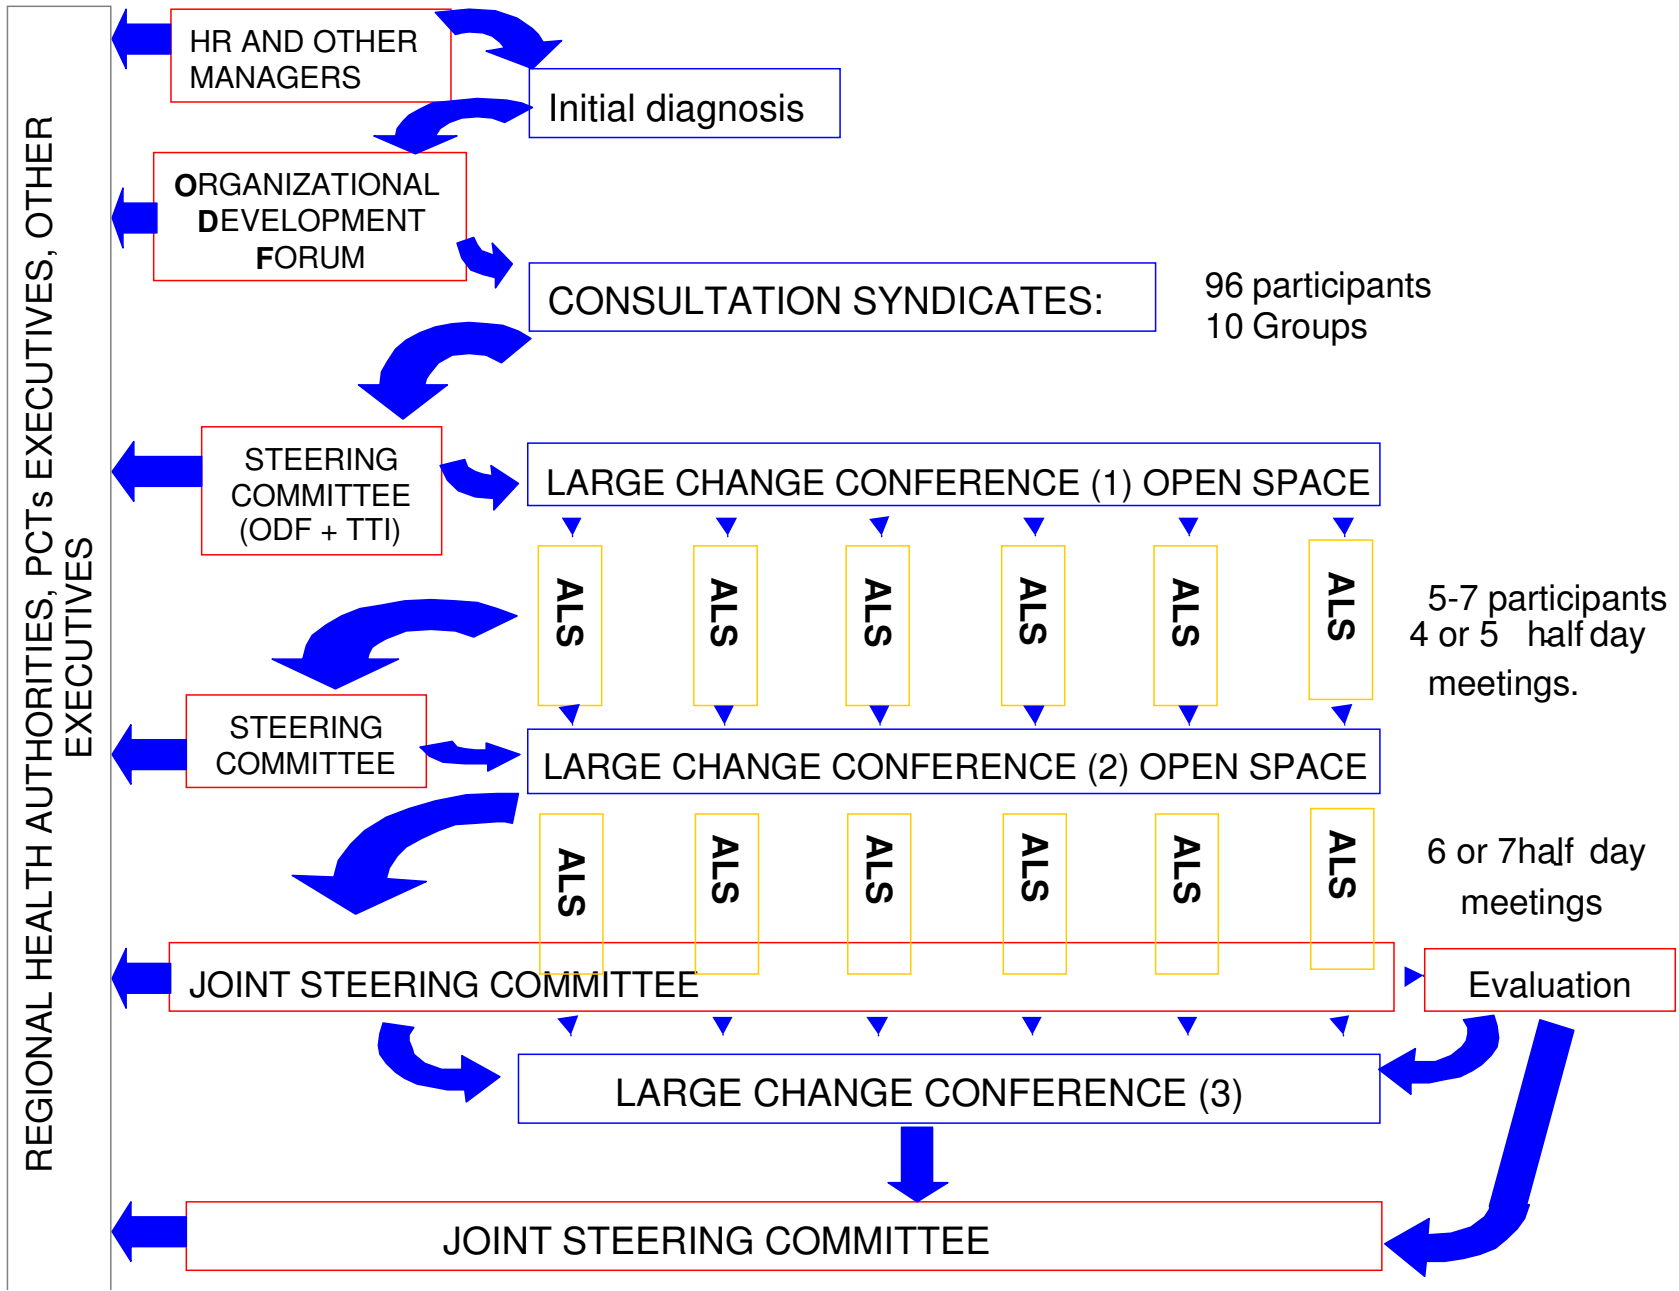 REGIONAL HEALTH AUTHORITIES, PCTs EXECUTIVES, OTHER
EXECUTIVES
HR AND OTHER
MANAGERS
Initial diagnosis
ORGANIZATIONAL
DEVELOPMENT
FORUM
CONSULTATION SYNDICATES:
96 participants
10 Groups
STEERING
COMMITTEE
(ODF + TTI)
LARGE CHANGE CONFERENCE (1) OPEN SPACE
ALS
ALS
ALS
ALS
ALS
ALS
5-7 participants
4 or 5 half-day
meetings.
STEERING
COMMITTEE
LARGE CHANGE CONFERENCE (2) OPEN SPACE
ALS
ALS
ALS
ALS
ALS
ALS
6 or 7half-day
meetings
JOINT STEERING COMMITTEE
Evaluation
LARGE CHANGE CONFERENCE (3)
JOINT STEERING COMMITTEE